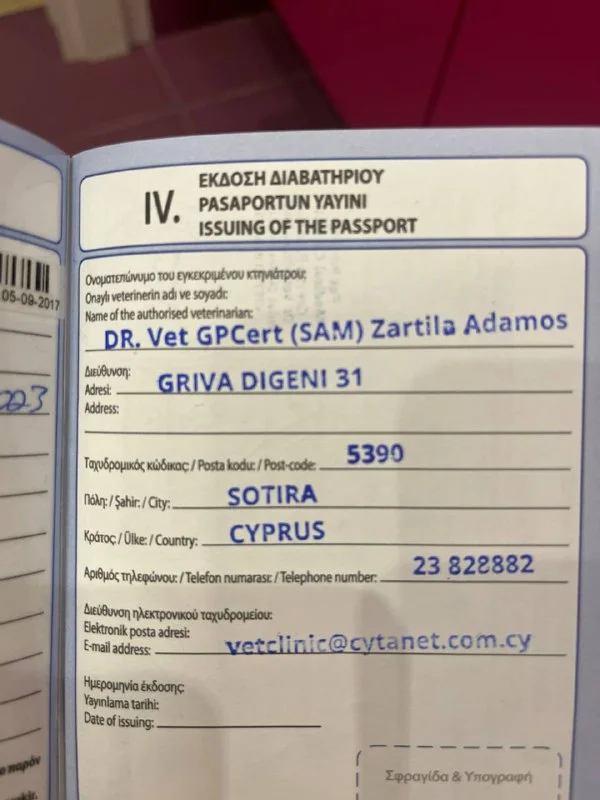 IV.
ΕΚΔΟΣΗ ΔΙΑΒΑΤΗΡΙΟΥ
PASAPORTUN YAYINI
ISSUING OF THE PASSPORT
05-09-2017
Ονοματεπώνυμο του εγκεκριμένου κτηνιάτρου:
Onaylı veterinerin adı ve soyadı:
Name of the authorised veterinarian:
DR. Vet GPCert (SAM) Zartila Adamos
Διεύθυνση:
Adresi: GRIVA DIGENI 31
Address:
Ταχυδρομικός κώδικας / Posta kodu: / Post-code: 5390
Πόλη: / Şahir: / City: SOTIRA
Κράτος: / Ülke: / Country: CYPRUS
Αριθμός τηλεφώνου: / Telefon numarası: / Telephone number: 23 828882
Διεύθυνση ηλεκτρονικού ταχυδρομείου:
Elektronik posta adresi:
E-mail address: vetclinic@cytanet.com.cy
Ημερομηνία έκδοσης:
Yayınlama tarihi:
Date of issuing:
Σφραγίδα & Υπογραφή
παρόν